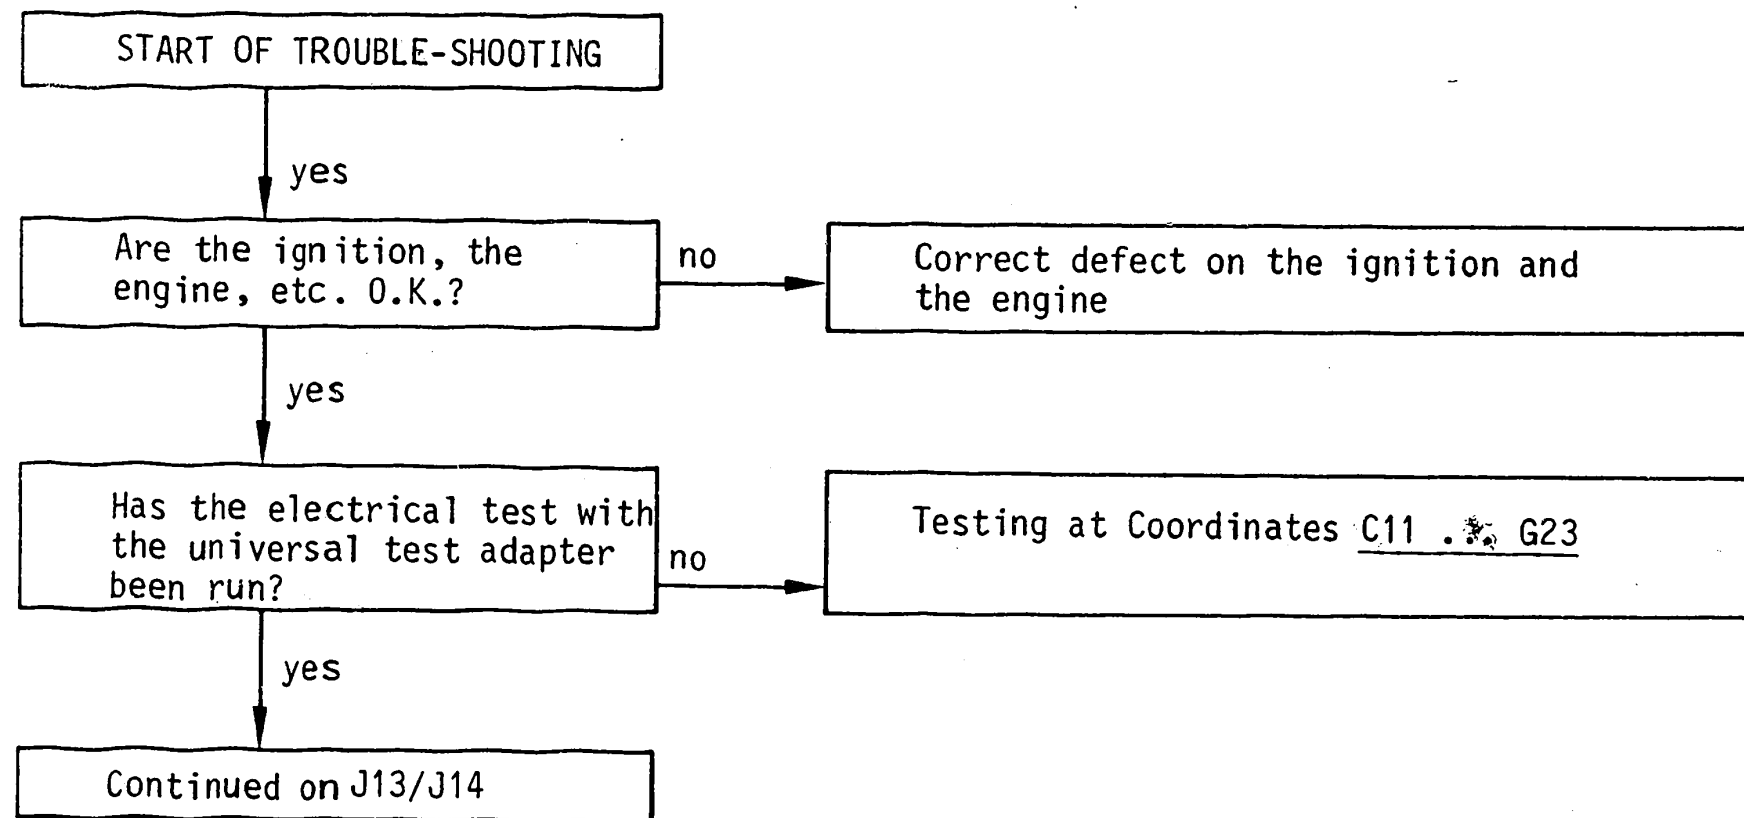 START OF TROUBLE-SHOOTING
yes
Are the ignition, the
engine, etc. O.K.?
no
Correct defect on the ignition and
the engine
yes
Has the electrical test with
the universal test adapter
been run?
no
Testing at Coordinates C11 ... G23
yes
Continued on J13/J14